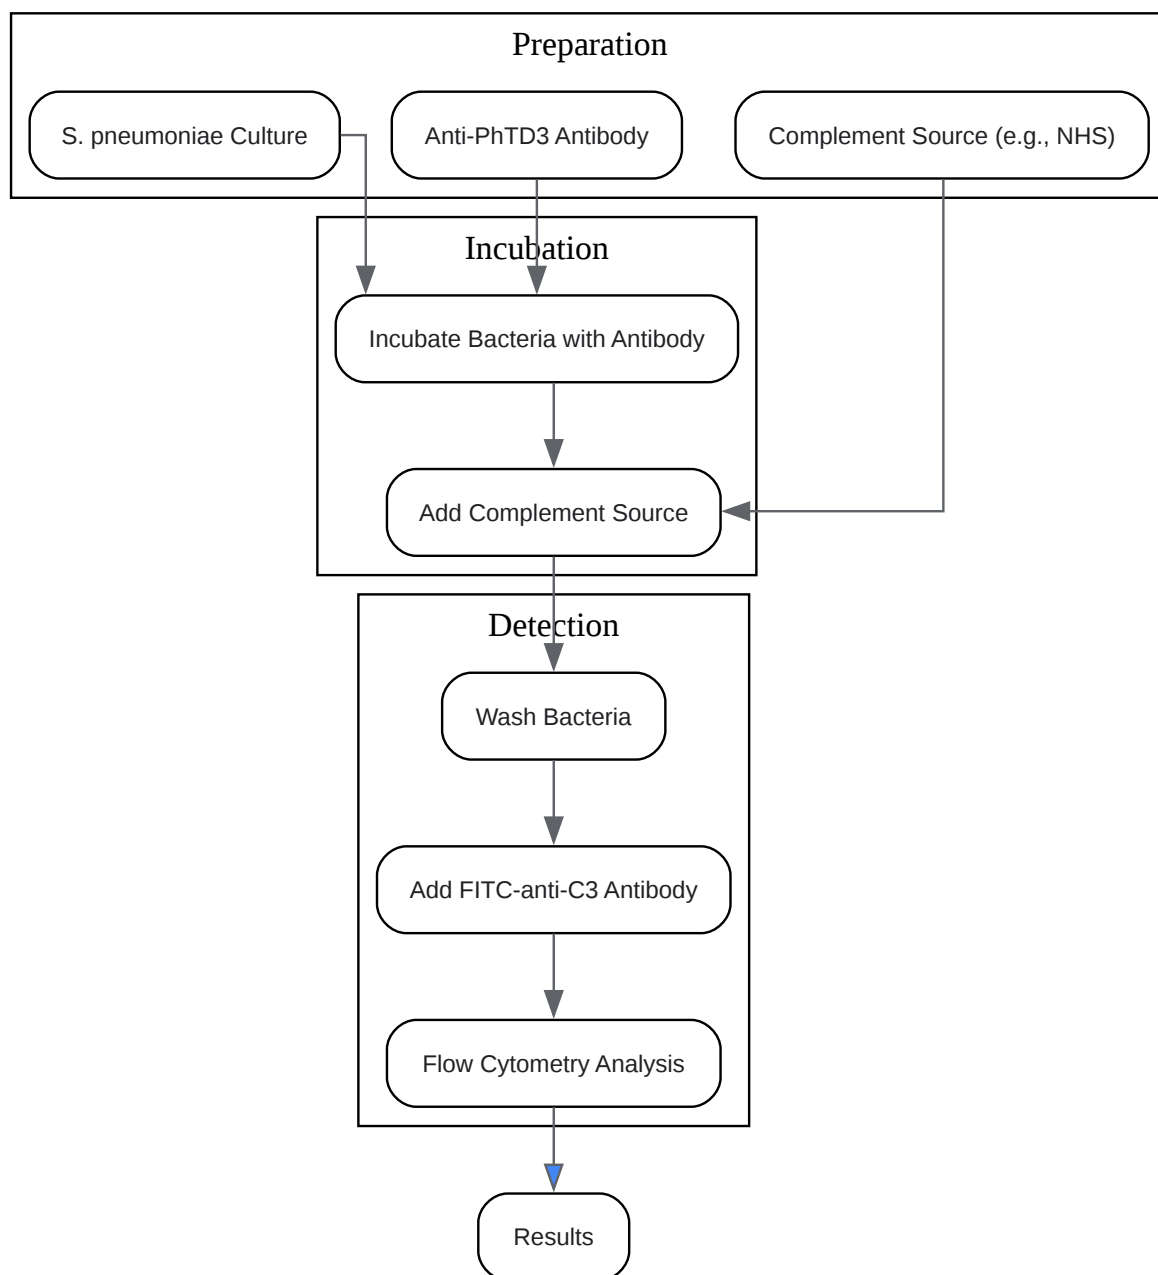 Preparation
S. pneumoniae Culture
Anti-PhTD3 Antibody
Complement Source (e.g., NHS)
Incubation
Incubate Bacteria with Antibody
Add Complement Source
Detection
Wash Bacteria
Add FITC-anti-C3 Antibody
Flow Cytometry Analysis
Results